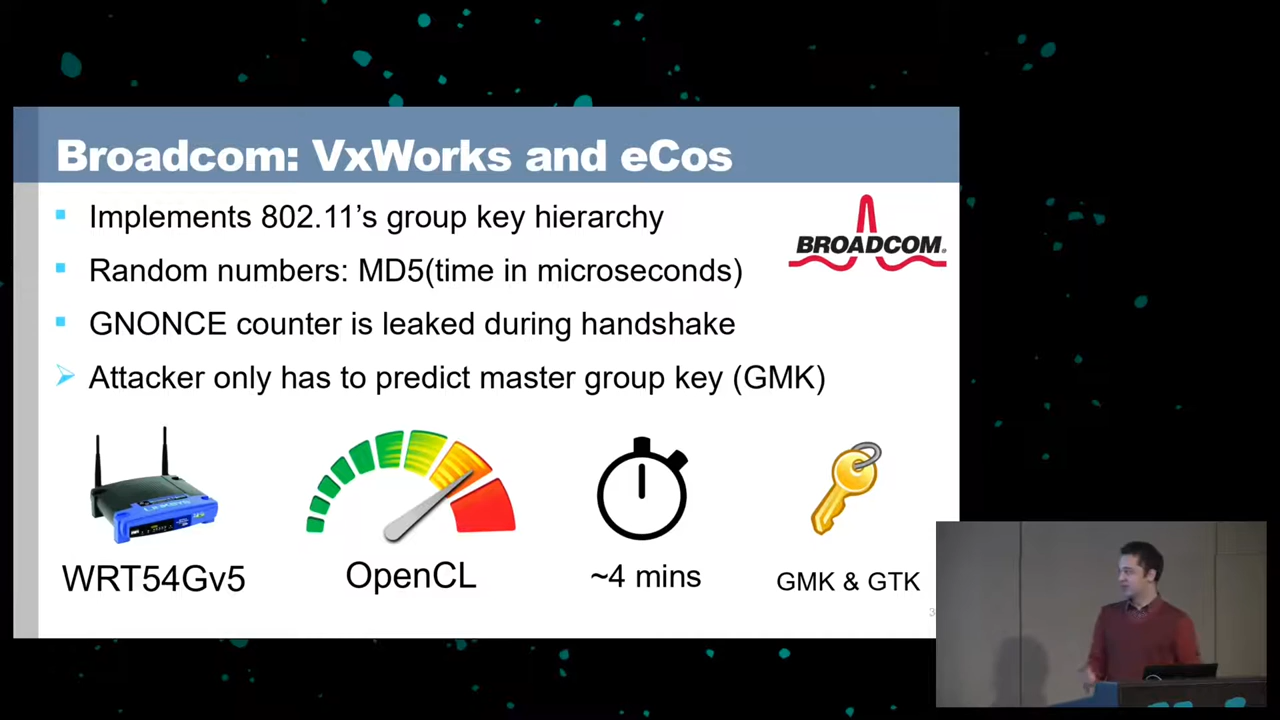 Broadcom: VxWorks and eCos
Implements 802.11’s group key hierarchy
BROADCOM
Random numbers: MD5(time in microseconds)
GNONCE counter is leaked during handshake
Attacker only has to predict master group key (GMK)
LINKSYS
WRT54Gv5
OpenCL
~4 mins
GMK & GTK
3